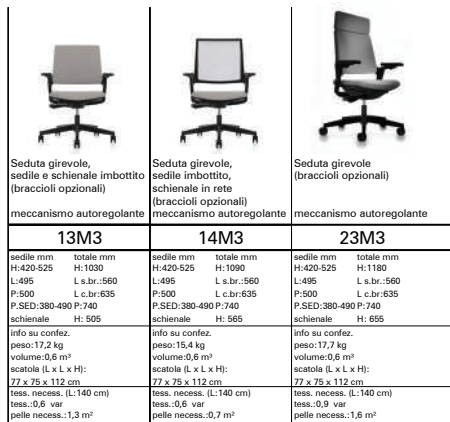 Seduta girevole,
sedile e schienale imbottito
(braccioli opzionali)
meccanismo autoregolante
13M3
sedile mm totale mm
H:420-525 H:1030
L:495 L s.br.:560
P:500 L c.br:635
P.SED:380-490 P:740
schienale H: 505
info su confez.
peso:17,2 kg
volume:0,6 m³
scatola (L x L x H):
77 x 75 x 112 cm
tess. necess. (L:140 cm)
tess.:0,6 var
pelle necess.:1,3 m²
Seduta girevole,
sedile imbottito,
schienale in rete
(braccioli opzionali)
meccanismo autoregolante
14M3
sedile mm totale mm
H:420-525 H:1090
L:495 L s.br.:560
P:500 L c.br:635
P.SED:380-490 P:740
schienale H: 565
info su confez.
peso:15,4 kg
volume:0,6 m³
scatola (L x L x H):
77 x 75 x 112 cm
tess. necess. (L:140 cm)
tess.:0,6 var
pelle necess.:0,7 m²
Seduta girevole
(braccioli opzionali)
meccanismo autoregolante
23M3
sedile mm totale mm
H:420-525 H:1180
L:495 L s.br.:560
P:500 L c.br:635
P.SED:380-490 P:740
schienale H: 655
info su confez.
peso:17,7 kg
volume:0,6 m³
scatola (L x L x H):
77 x 75 x 112 cm
tess. necess. (L:140 cm)
tess.:0,9 var
pelle necess.:1,6 m²